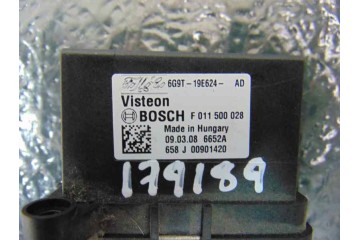 6G9T-19E624- AD
Visteon
BOSCH F 011 500 028
Made in Hungary
09.03.08 6652A
658 J 00901420
179189